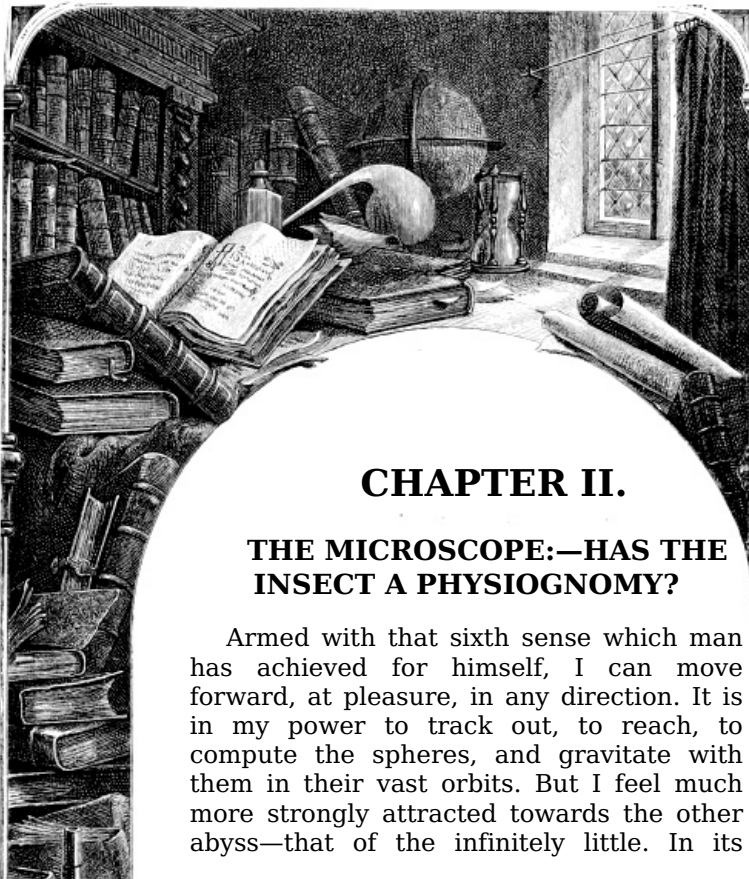 CHAPTER II.
THE MICROSCOPE:—HAS THE
INSECT A PHYSIOGNOMY?
Armed with that sixth sense which man
has achieved for himself, I can move
forward, at pleasure, in any direction. It is
in my power to track out, to reach, to
compute the spheres, and gravitate with
them in their vast orbits. But I feel much
more strongly attracted towards the other
abyss—that of the infinitely little. In its